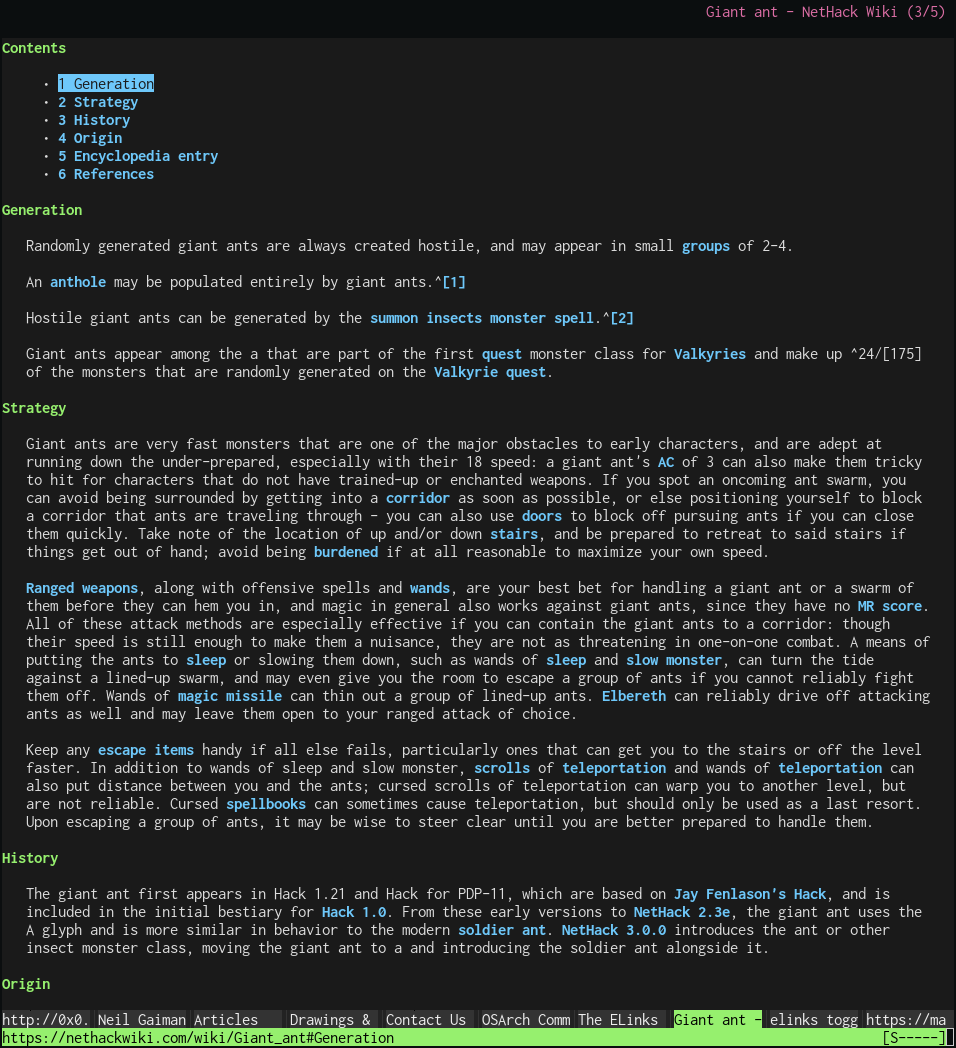 Giant ant - NetHack Wiki (3/5)
Contents
• 1 Generation
• 2 Strategy
• 3 History
• 4 Origin
• 5 Encyclopedia entry
• 6 References
Generation
Randomly generated giant ants are always created hostile, and may appear in small groups of 2-4.
An anthole may be populated entirely by giant ants.^[1]
Hostile giant ants can be generated by the summon insects monster spell.^[2]
Giant ants appear among the a that are part of the first quest monster class for Valkyries and make up ^24/[175]
of the monsters that are randomly generated on the Valkyrie quest.
Strategy
Giant ants are very fast monsters that are one of the major obstacles to early characters, and are adept at
running down the under-prepared, especially with their 18 speed: a giant ant's AC of 3 can also make them tricky
to hit for characters that do not have trained-up or enchanted weapons. If you spot an oncoming ant swarm, you
can avoid being surrounded by getting into a corridor as soon as possible, or else positioning yourself to block
a corridor that ants are traveling through - you can also use doors to block off pursuing ants if you can close
them quickly. Take note of the location of up and/or down stairs, and be prepared to retreat to said stairs if
things get out of hand; avoid being burdened if at all reasonable to maximize your own speed.
Ranged weapons, along with offensive spells and wands, are your best bet for handling a giant ant or a swarm of
them before they can hem you in, and magic in general also works against giant ants, since they have no MR score.
All of these attack methods are especially effective if you can contain the giant ants to a corridor: though
their speed is still enough to make them a nuisance, they are not as threatening in one-on-one combat. A means of
putting the ants to sleep or slowing them down, such as wands of sleep and slow monster, can turn the tide
against a lined-up swarm, and may even give you the room to escape a group of ants if you cannot reliably fight
them off. Wands of magic missile can thin out a group of lined-up ants. Elbereth can reliably drive off attacking
ants as well and may leave them open to your ranged attack of choice.
Keep any escape items handy if all else fails, particularly ones that can get you to the stairs or off the level
faster. In addition to wands of sleep and slow monster, scrolls of teleportation and wands of teleportation can
also put distance between you and the ants; cursed scrolls of teleportation can warp you to another level, but
are not reliable. Cursed spellbooks can sometimes cause teleportation, but should only be used as a last resort.
Upon escaping a group of ants, it may be wise to steer clear until you are better prepared to handle them.
History
The giant ant first appears in Hack 1.21 and Hack for PDP-11, which are based on Jay Fenlason's Hack, and is
included in the initial bestiary for Hack 1.0. From these early versions to NetHack 2.3e, the giant ant uses the
A glyph and is more similar in behavior to the modern soldier ant. NetHack 3.0.0 introduces the ant or other
insect monster class, moving the giant ant to a and introducing the soldier ant alongside it.
Origin
http://0x0. Neil Gaiman Articles Drawings & Contact Us OSArch Comm The ELinks Giant ant - elinks togg https://ma
https://nethackwiki.com/wiki/Giant_ant#Generation [S-----]